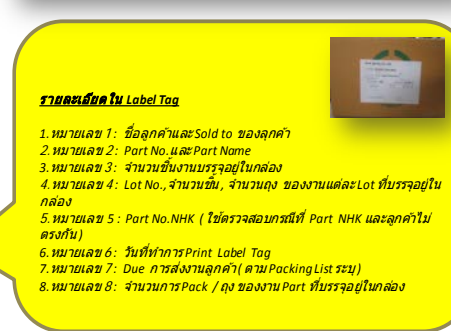 รายละเอียดใน Label Tag
1.หมายเลข 1: ชื่อลูกค้าและSold to ของลูกค้า
2.หมายเลข 2: Part No.และPart Name
3.หมายเลข 3: จำนวนชิ้นงานบรรจุอยู่ในกล่อง
4.หมายเลข 4: Lot No.,จำนวนชิ้น, จำนวนถุง ของงานแต่ละLot ที่บรรจุอยู่ใน
กล่อง
5.หมายเลข 5: Part No.NHK ( ใช้ตรวจสอบกรณีที่ Part NHK และลูกค้าไม่
ตรงกัน)
6.หมายเลข 6: วันที่ทำการPrint Label Tag
7.หมายเลข 7: Due การส่งงานลูกค้า( ตามPacking List ระบุ)
8.หมายเลข 8: จำนวนการPack / ถุง ของงาน Part ที่บรรจุอยู่ในกล่อง